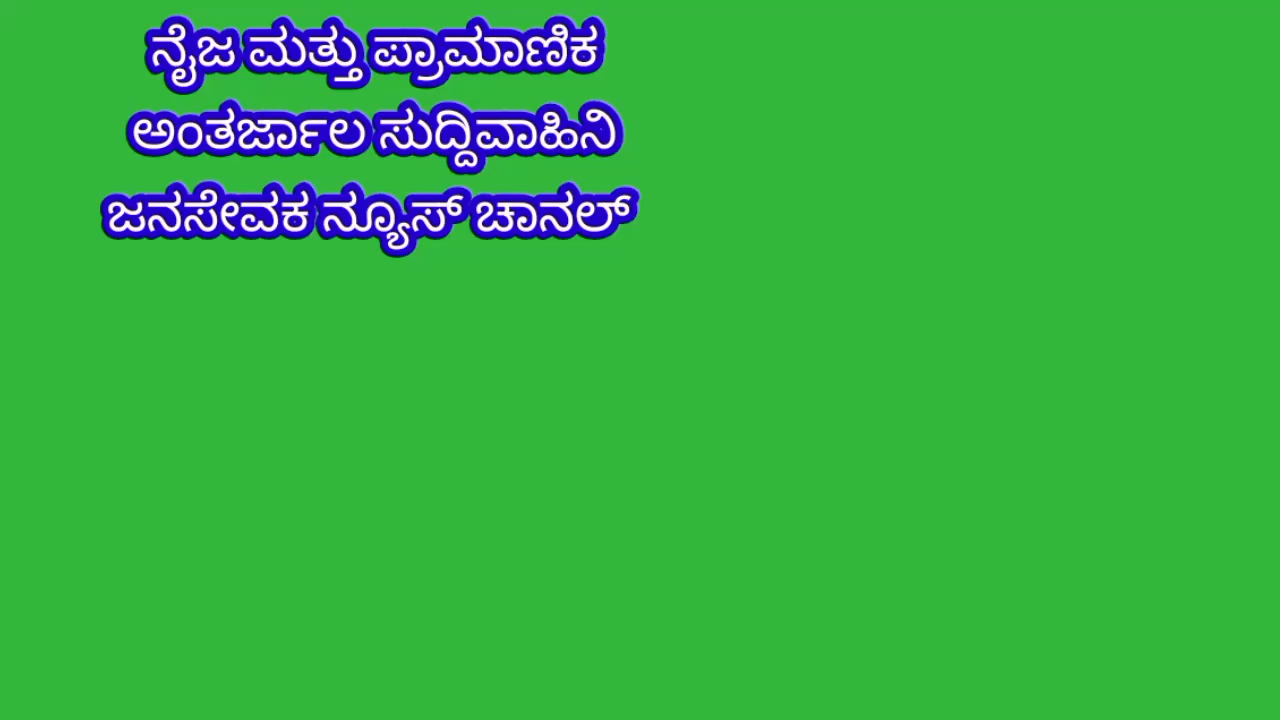 ನೈಜ ಮತ್ತು ಪ್ರಾಮಾಣಿಕ
ಅಂತರ್ಜಾಲ ಸುದ್ದಿವಾಹಿನಿ
ಜನಸೇವಕ ನ್ಯೂಸ್ ಚಾನಲ್